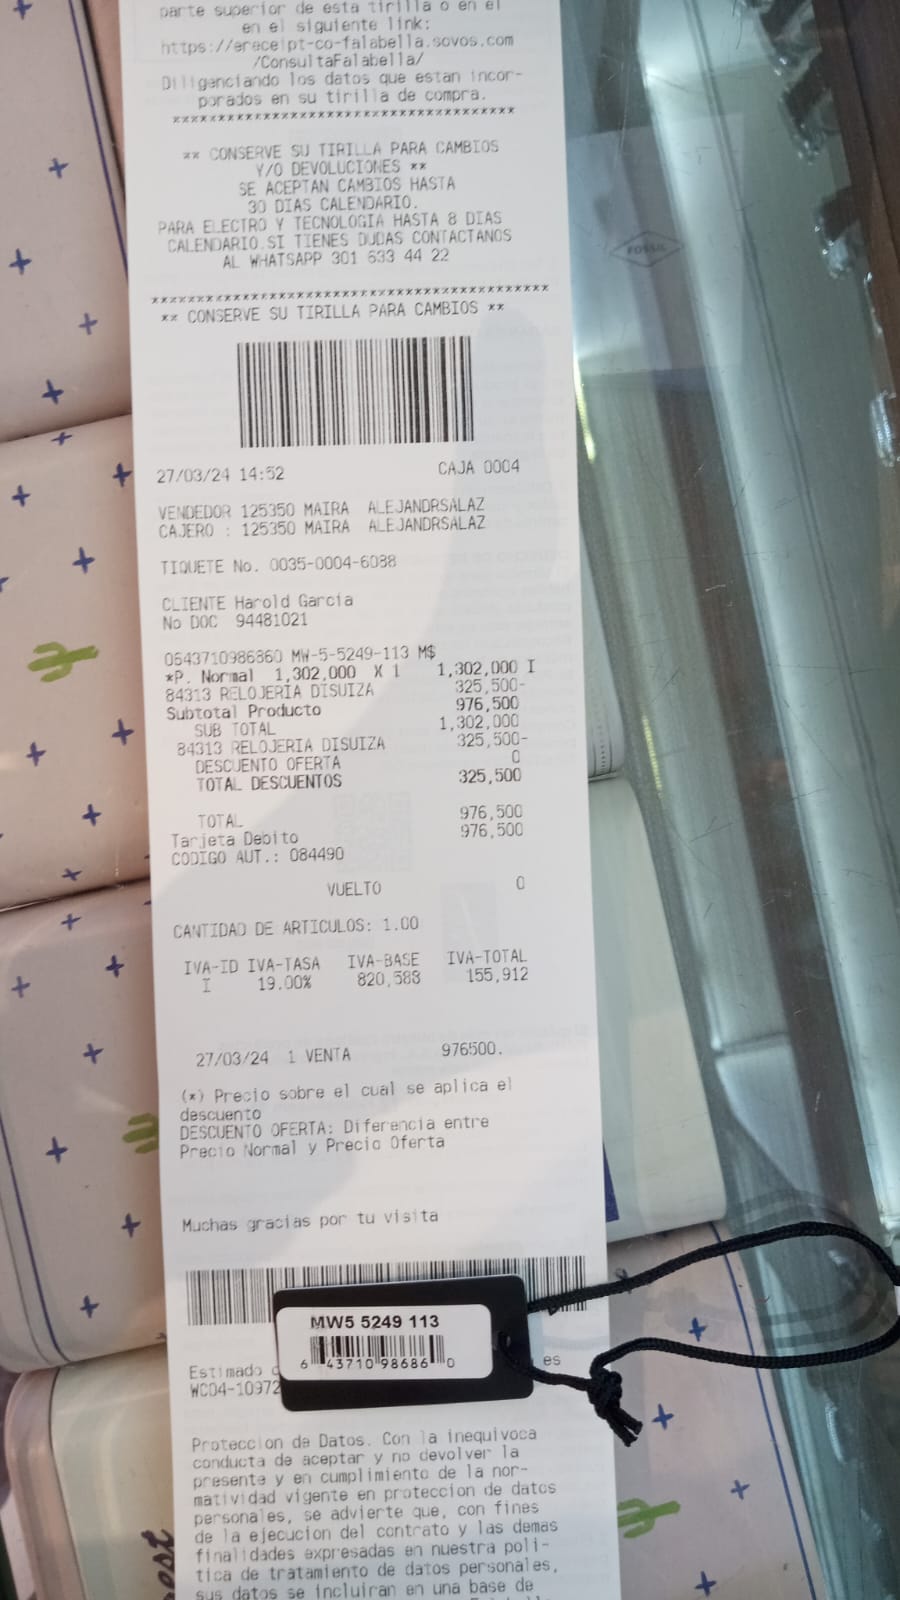 parte superior de esta tirilla o en el
en el siguiente link:
https://ereceipt-co-falabella.sovos.com
/ConsultaFalabella/
Diligenciando los datos que estan incor-
porados en su tirilla de compra.
***************************************
** CONSERVE SU TIRILLA PARA CAMBIOS
Y/O DEVOLUCIONES **
SE ACEPTAN CAMBIOS HASTA
30 DIAS CALENDARIO.
PARA ELECTRO Y TECNOLOGIA HASTA 8 DIAS
CALENDARIO.SI TIENES DUDAS CONTACTANOS
AL WHATSAPP 301 633 44 22
********************************************
** CONSERVE SU TIRILLA PARA CAMBIOS **
27/03/24 14:52 CAJA 0004
VENDEDOR 125350 MAIRA ALEJANDRSALAZ
CAJERO : 125350 MAIRA ALEJANDRSALAZ
TIQUETE No. 0035-0004-6088
CLIENTE Harold Garcia
No DOC 94481021
0643710986860 MW-5-5249-113 M$
*P. Normal 1,302,000 X 1 1,302,000 I
84313 RELOJERIA DISUIZA 325,500-
Subtotal Producto 976,500
SUB TOTAL 1,302,000
84313 RELOJERIA DISUIZA 325,500-
DESCUENTO OFERTA 0
TOTAL DESCUENTOS 325,500
TOTAL 976,500
Tarjeta Debito 976,500
CODIGO AUT.: 084490
VUELTO 0
CANTIDAD DE ARTICULOS: 1.00
IVA-ID IVA-TASA IVA-BASE IVA-TOTAL
I 19.00% 820,588 155,912
27/03/24 1 VENTA 976500.
(*) Precio sobre el cual se aplica el
descuento
DESCUENTO OFERTA: Diferencia entre
Precio Normal y Precio Oferta
Muchas gracias por tu visita
MW5 5249 113
6 43710 98686 0
Estimado es
WC04-10972
Proteccion de Datos. Con la inequivoca
conducta de aceptar y no devolver la
presente y en cumplimiento de la nor-
matividad vigente en proteccion de datos
personales, se advierte que, con fines
de la ejecucion del contrato y las demas
finalidades expresadas en nuestra poli-
tica de tratamiento de datos personales,
sus datos se incluiran en una base de
FOSSIL